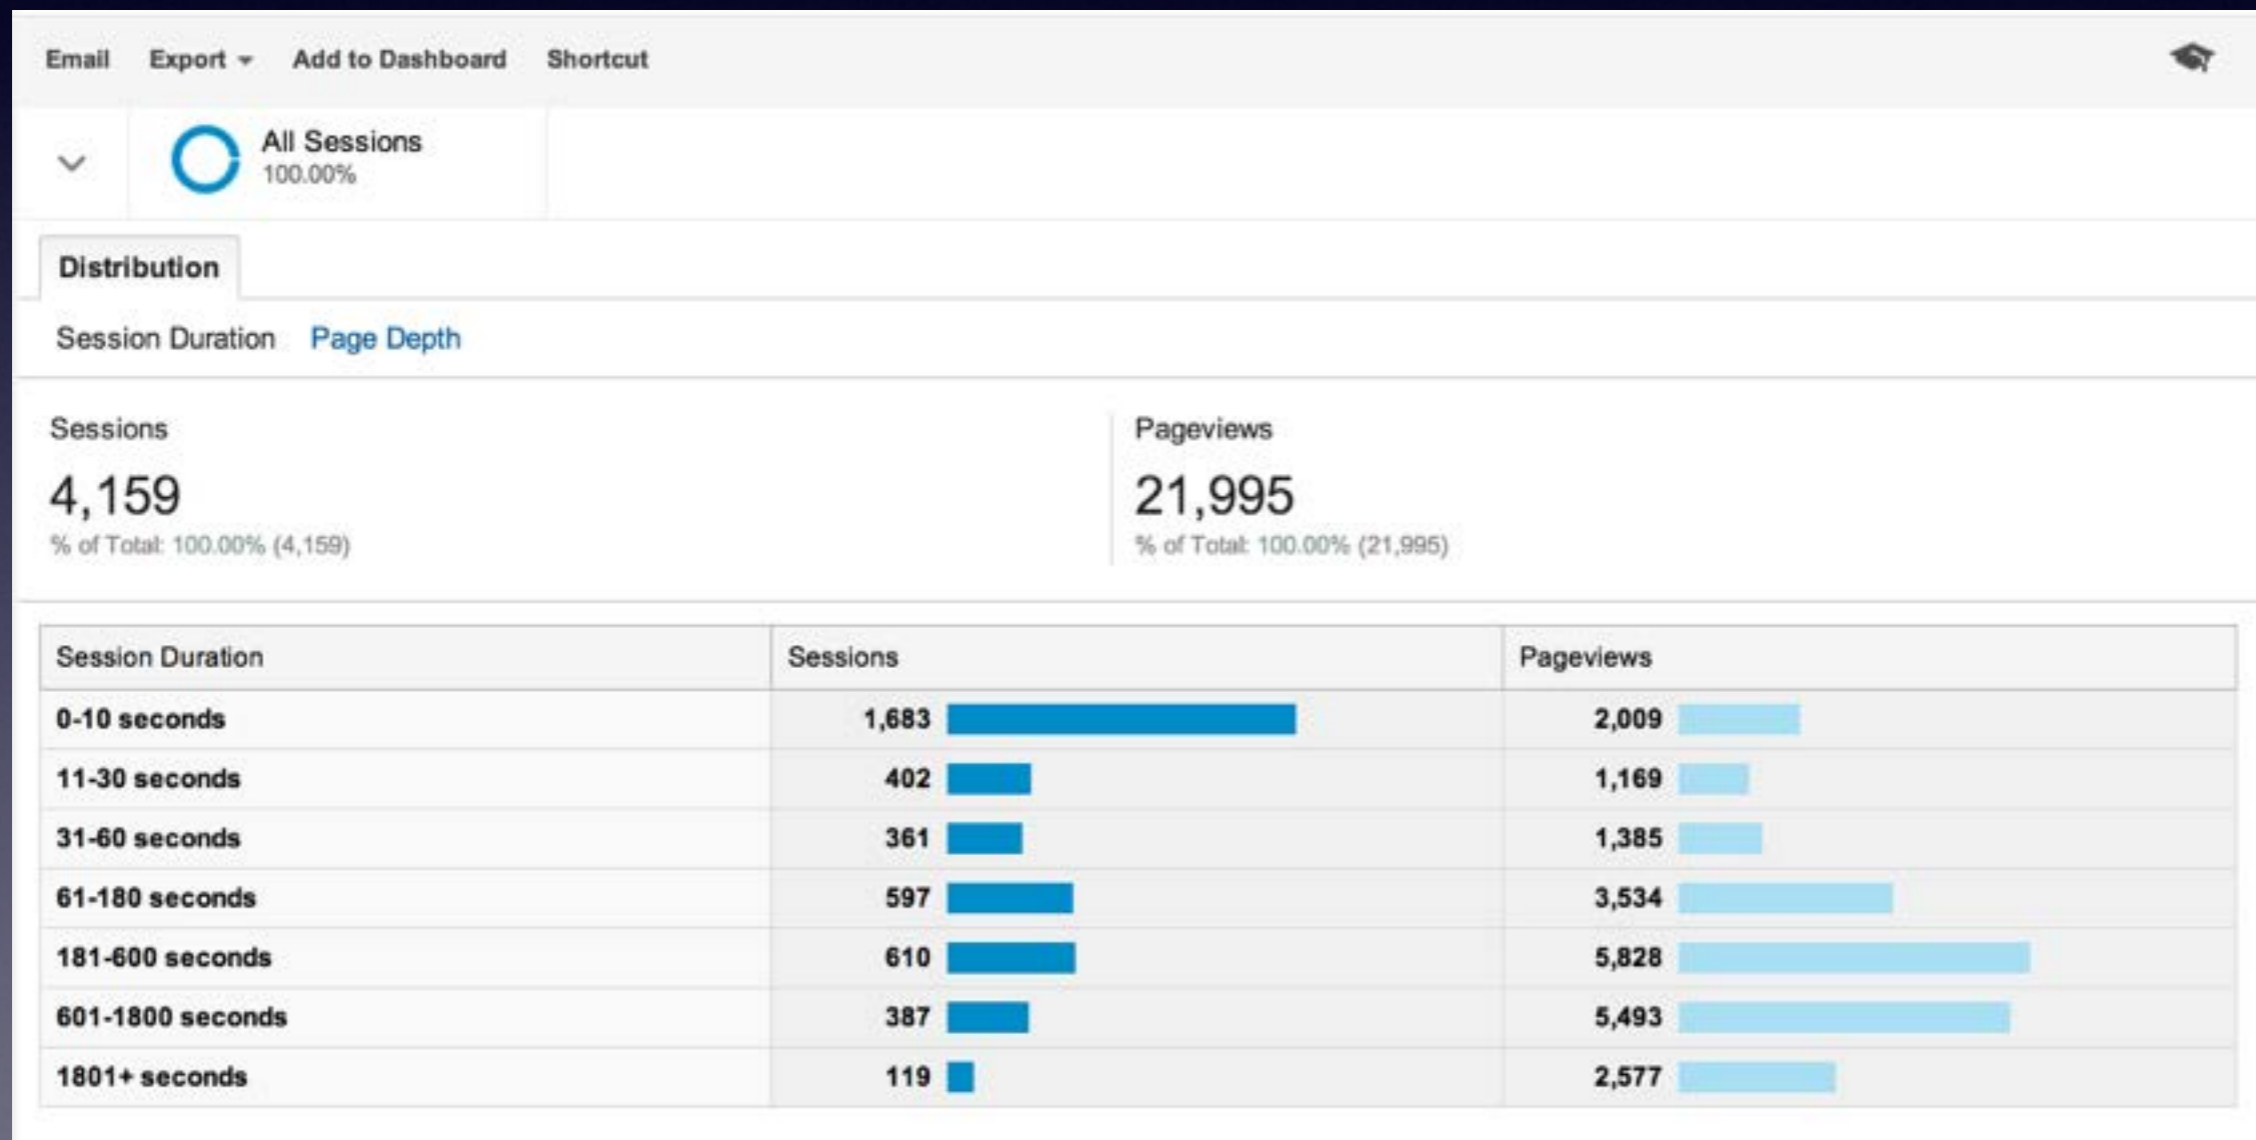 Email Export Add to Dashboard Shortcut
All Sessions
100.00%
Distribution
Session Duration Page Depth
Sessions Pageviews
4,159 21,995
% of Total: 100.00% (4,159) % of Total: 100.00% (21,995)
Session Duration Sessions Pageviews
0-10 seconds 1,683 2,009
11-30 seconds 402 1,169
31-60 seconds 361 1,385
61-180 seconds 597 3,534
181-600 seconds 610 5,828
601-1800 seconds 387 5,493
1801+ seconds 119 2,577